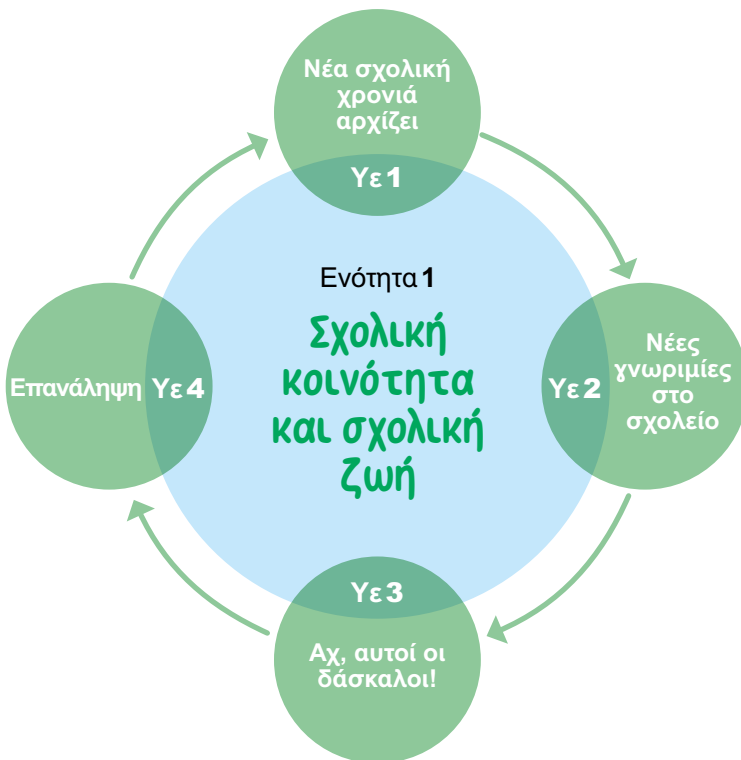 Νέα σχολική
χρονιά
αρχίζει
Υε 1
Ενότητα 1
Σχολική
κοινότητα
και σχολική
ζωή
Επανάληψη Υε 4
Υε 2
Νέες
γνωριμίες
στο
σχολείο
Υε 3
Αχ, αυτοί οι
δάσκαλοι!